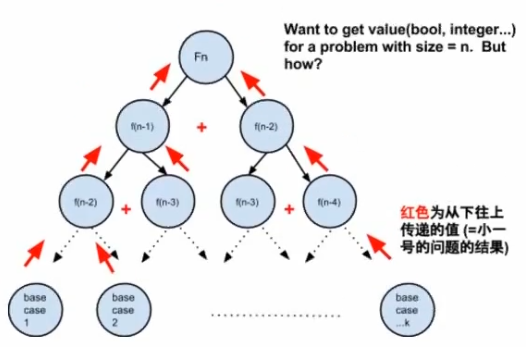 Want to get value(bool, integer...)
for a problem with size = n. But
how?
Fn
f(n-1)
+
f(n-2)
f(n-2)
+
f(n-3)
f(n-3)
+
f(n-4)
红色为从下往上
传递的值 (=小一
号的问题的结果)
base
case
1
base
case
2
..............................
base
case
...k